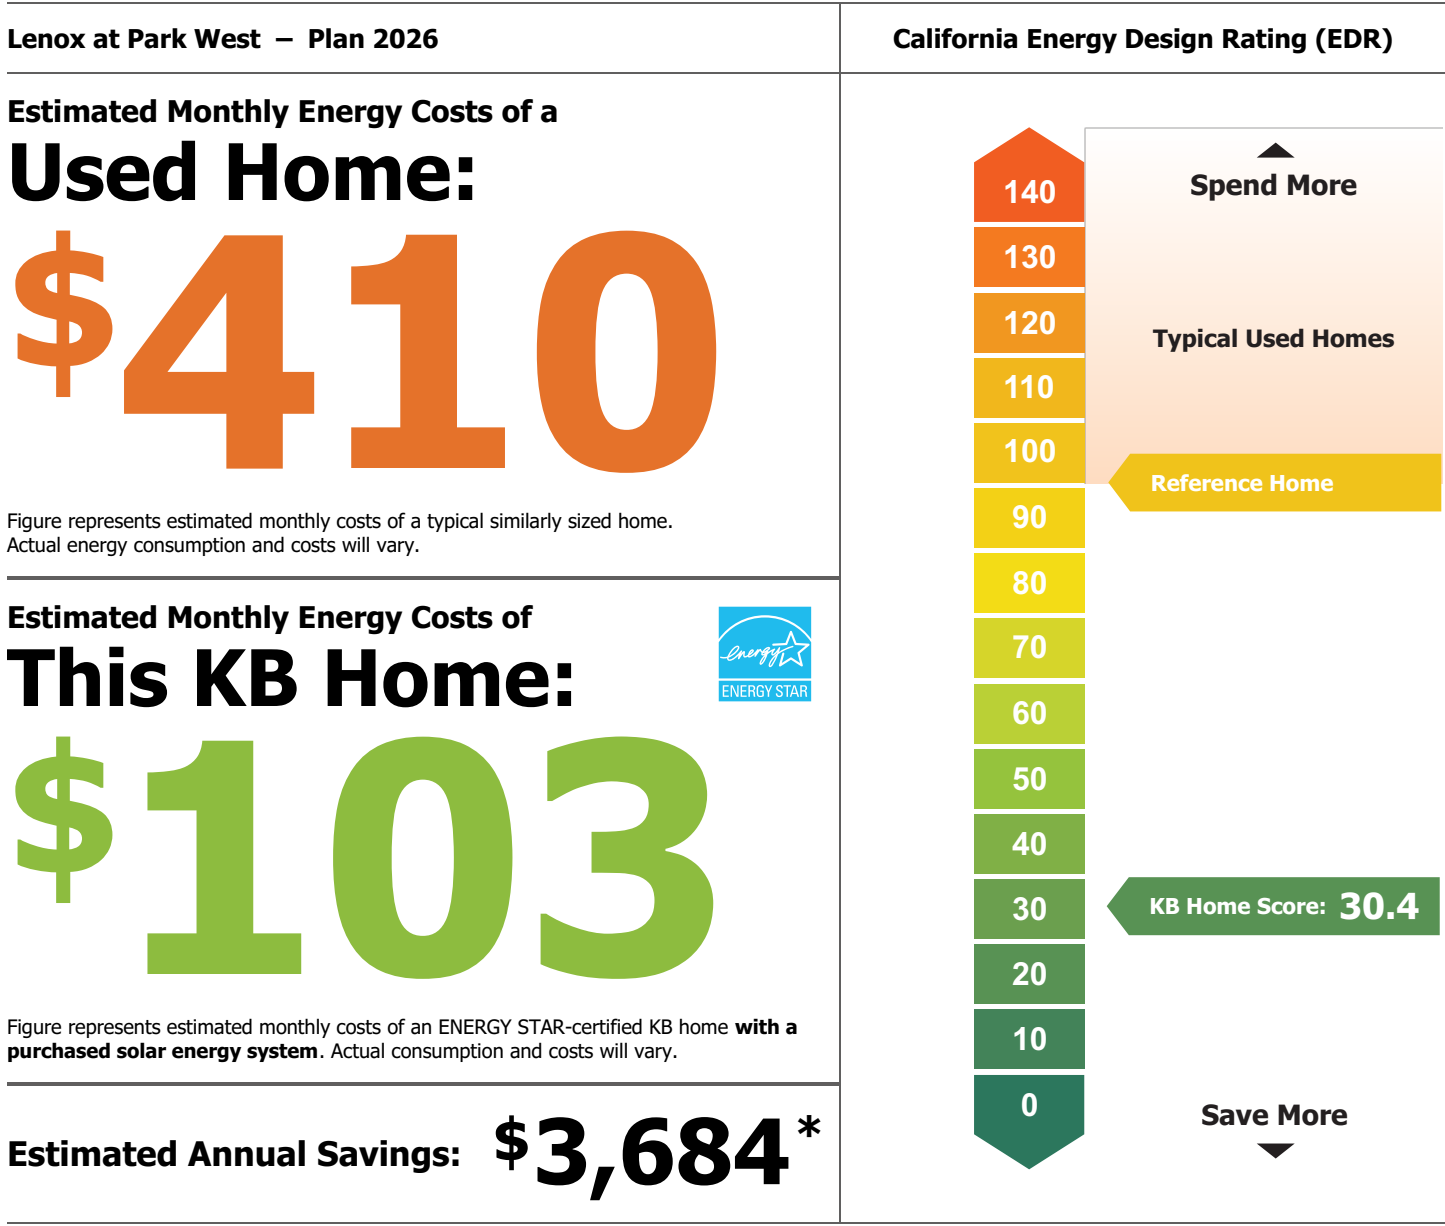 Lenox at Park West – Plan 2026
Estimated Monthly Energy Costs of a
Used Home:
$410
Figure represents estimated monthly costs of a typical similarly sized home.
Actual energy consumption and costs will vary.
Estimated Monthly Energy Costs of
This KB Home:
energy
ENERGY STAR
$103
Figure represents estimated monthly costs of an ENERGY STAR-certified KB home with a
purchased solar energy system. Actual consumption and costs will vary.
Estimated Annual Savings: $3,684*
California Energy Design Rating (EDR)
140
130
120
110
100
90
80
70
60
50
40
30
20
10
0
Spend More
Typical Used Homes
Reference Home
KB Home Score: 30.4
Save More